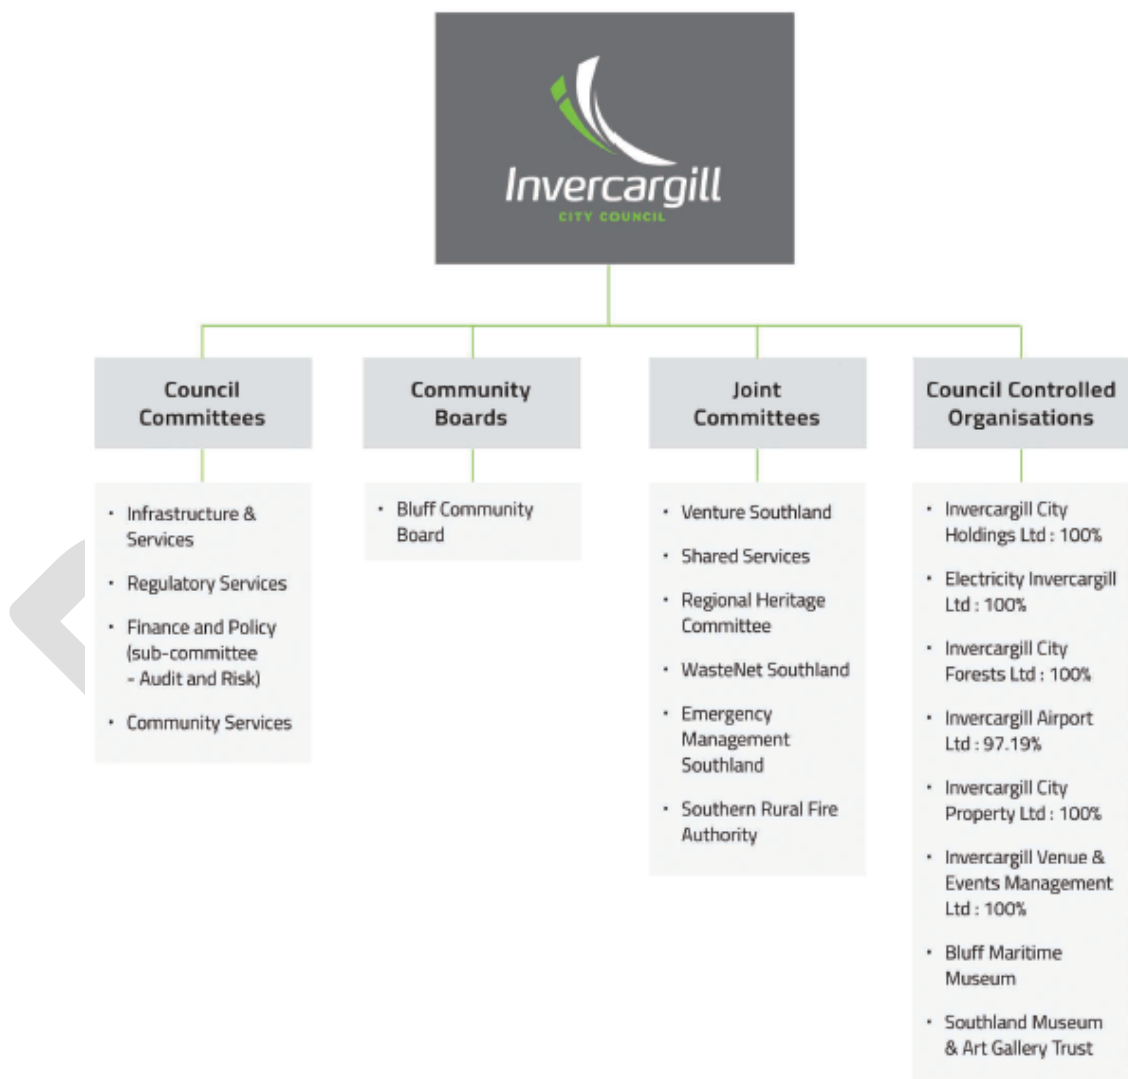 Invercargill
CITY COUNCIL
Council
Committees
• Infrastructure &
Services
• Regulatory Services
• Finance and Policy
(sub-committee
- Audit and Risk)
• Community Services
Community
Boards
• Bluff Community
Board
Joint
Committees
• Venture Southland
• Shared Services
• Regional Heritage
Committee
• WasteNet Southland
• Emergency
Management
Southland
• Southern Rural Fire
Authority
Council Controlled
Organisations
• Invercargill City
Holdings Ltd : 100%
• Electricity Invercargill
Ltd : 100%
• Invercargill City
Forests Ltd : 100%
• Invercargill Airport
Ltd : 97.19%
• Invercargill City
Property Ltd : 100%
• Invercargill Venue &
Events Management
Ltd : 100%
• Bluff Maritime
Museum
• Southland Museum
& Art Gallery Trust